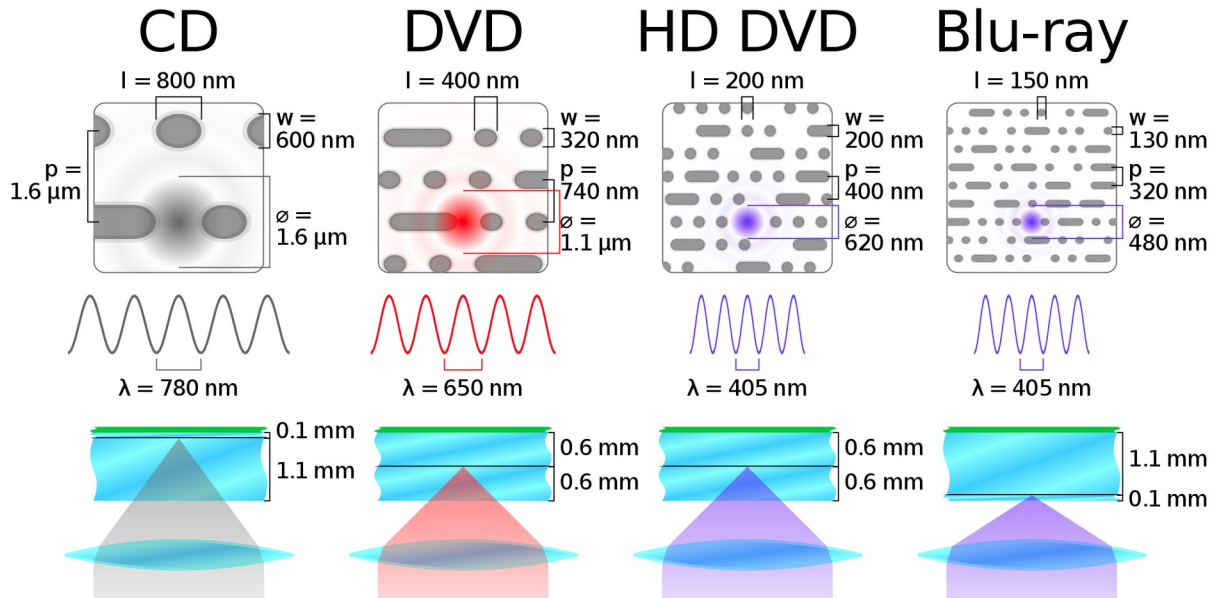 CD
l = 800 nm
w =
600 nm
p =
1.6 µm
⌀ =
1.6 µm
λ = 780 nm
0.1 mm
1.1 mm
DVD
l = 400 nm
w =
320 nm
p =
740 nm
⌀ =
1.1 µm
λ = 650 nm
0.6 mm
0.6 mm
HD DVD
l = 200 nm
w =
200 nm
p =
400 nm
⌀ =
620 nm
λ = 405 nm
0.6 mm
0.6 mm
Blu-ray
l = 150 nm
w =
130 nm
p =
320 nm
⌀ =
480 nm
λ = 405 nm
1.1 mm
0.1 mm